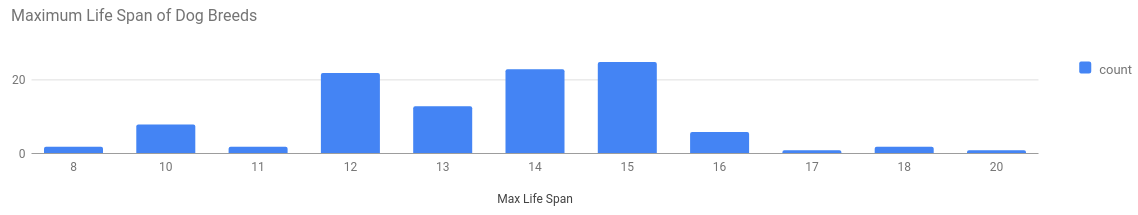 Maximum Life Span of Dog Breeds
20
count
0
8 10 11 12 13 14 15 16 17 18 20
Max Life Span